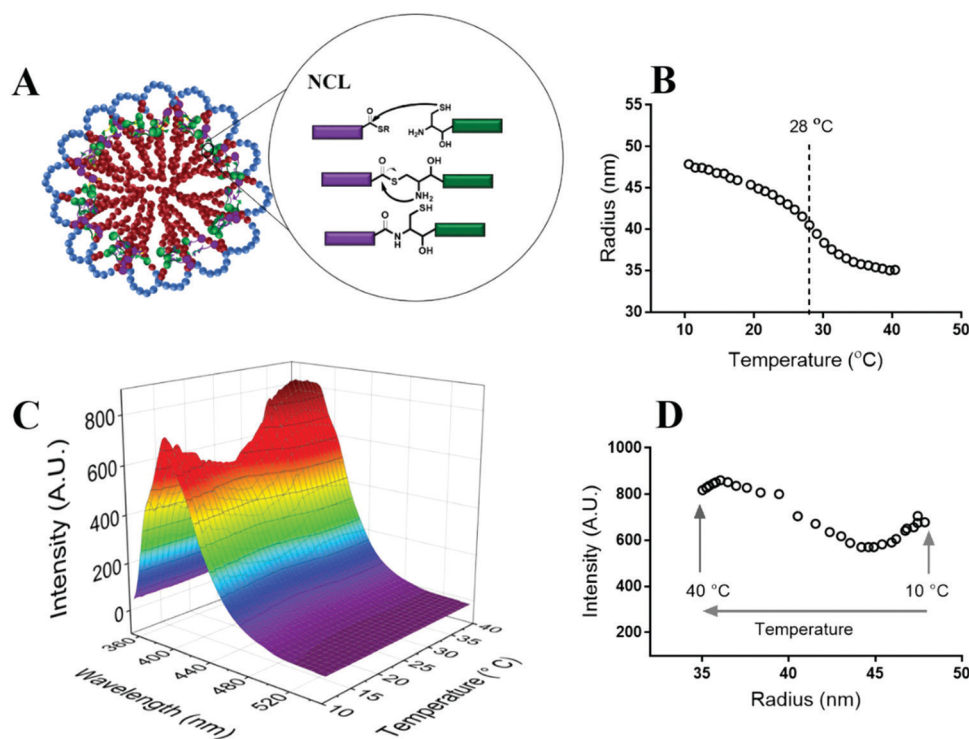 A
NCL
O
SR
SH
H₂N
OH
O
S
OH
NH₂
OH
SH
O
N
H
OH
B
Radius (nm)
55
50
45
40
35
30
28 °C
10
20
30
40
50
Temperature (°C)
C
Intensity (A.U.)
800
600
400
200
0
360
400
440
480
520
Wavelength (nm)
10
15
20
25
30
35
40
Temperature (° C)
D
Intensity (A.U.)
1000
800
600
400
200
40 °C
10 °C
Temperature
35
40
45
50
Radius (nm)